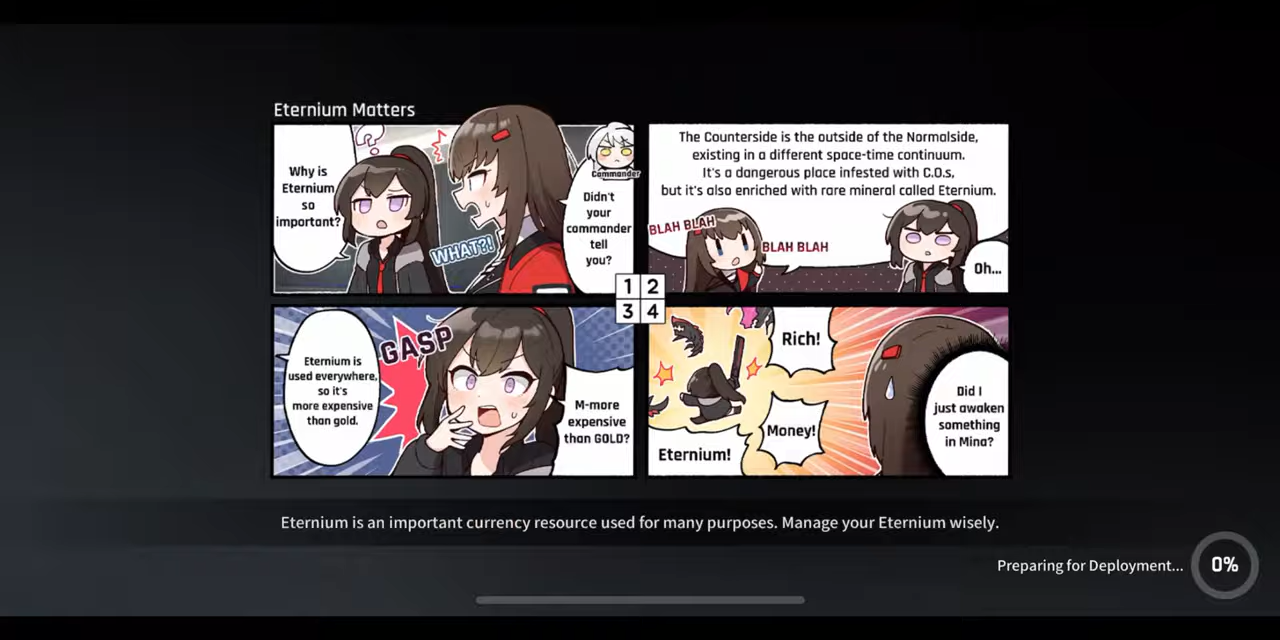 Eternium Matters
Why is
Eternium
so
important?
WHAT?!
Commander
Didn't
your
commander
tell
you?
The Counterside is the outside of the Normalside,
existing in a different space-time continuum.
It's a dangerous place infested with C.O.s,
but it's also enriched with rare mineral called Eternium.
BLAH BLAH
BLAH BLAH
Oh...
1 2
3 4
Eternium is
used everywhere,
so it's
more expensive
than gold.
GASP
M-more
expensive
than GOLD?
Rich!
Money!
Eternium!
Did I
just awaken
something
in Mina?
Eternium is an important currency resource used for many purposes. Manage your Eternium wisely.
Preparing for Deployment...
0%